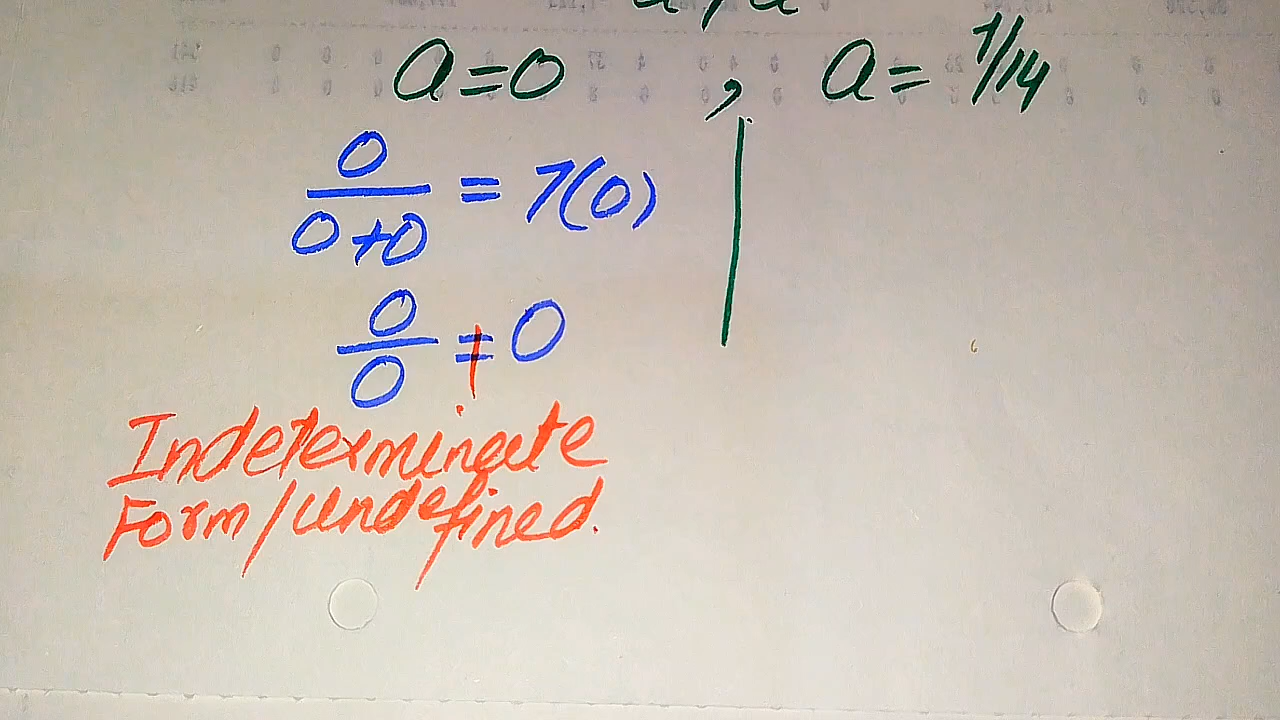 a=0 , a= 1/14
0/(0+0) = 7(0)
0/0 ≠ 0
Indeterminate
Form/undefined.